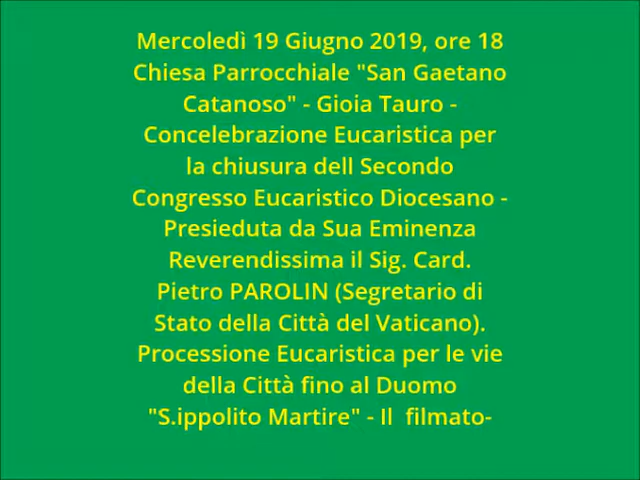 Mercoledì 19 Giugno 2019, ore 18
Chiesa Parrocchiale "San Gaetano
Catanoso" - Gioia Tauro -
Concelebrazione Eucaristica per
la chiusura dell Secondo
Congresso Eucaristico Diocesano -
Presieduta da Sua Eminenza
Reverendissima il Sig. Card.
Pietro PAROLIN (Segretario di
Stato della Città del Vaticano).
Processione Eucaristica per le vie
della Città fino al Duomo
"S.ippolito Martire" - Il  filmato-